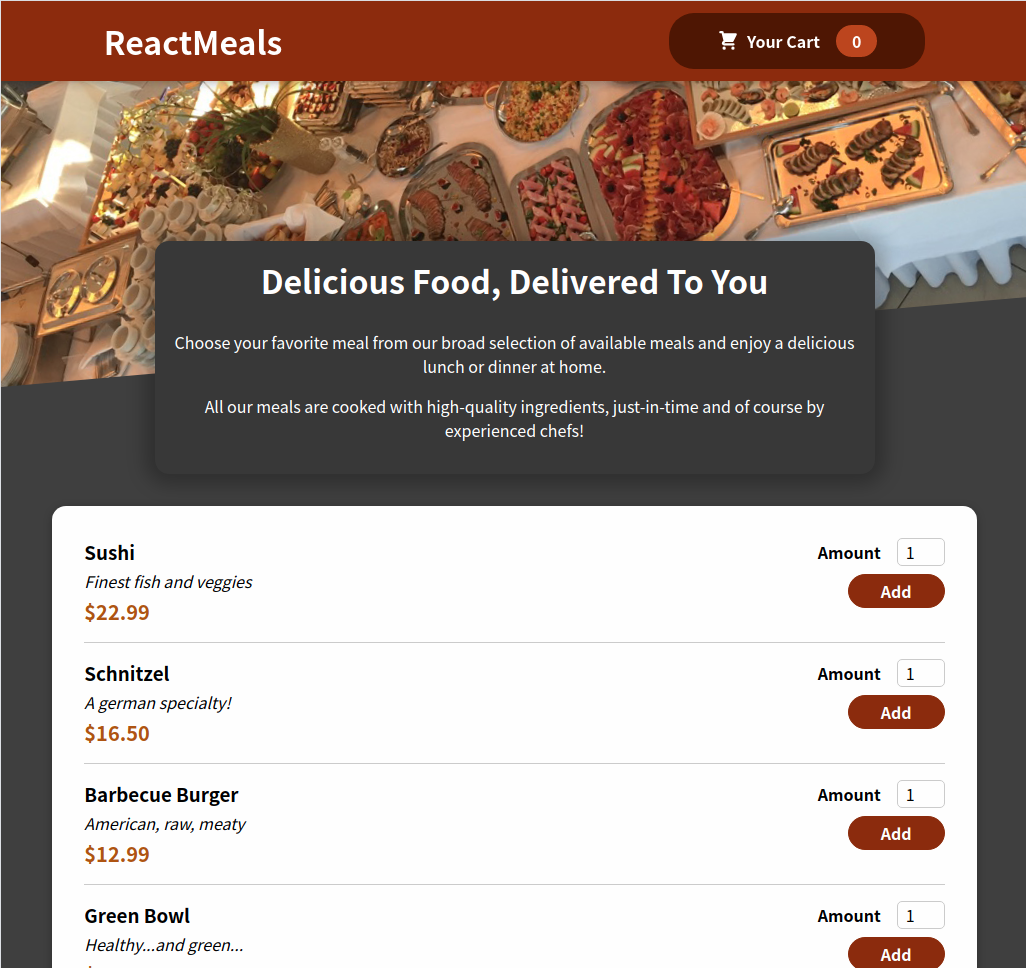 ReactMeals
Your Cart 0
Delicious Food, Delivered To You
Choose your favorite meal from our broad selection of available meals and enjoy a delicious
lunch or dinner at home.
All our meals are cooked with high-quality ingredients, just-in-time and of course by
experienced chefs!
Sushi
Finest fish and veggies
$22.99
Amount 1
Add
Schnitzel
A german specialty!
$16.50
Amount 1
Add
Barbecue Burger
American, raw, meaty
$12.99
Amount 1
Add
Green Bowl
Healthy...and green...
Amount 1
Add